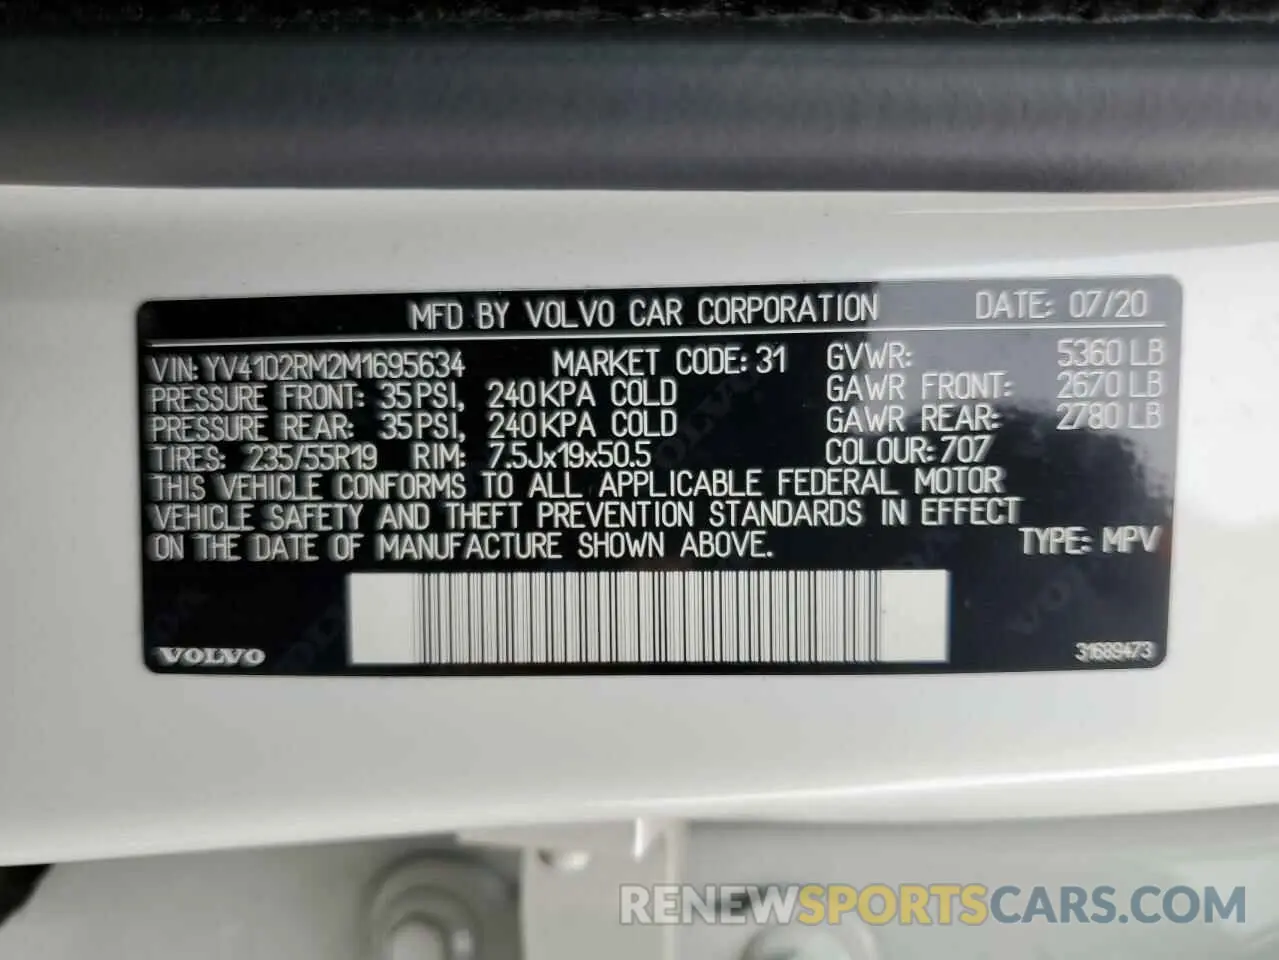 MFD BY VOLVO CAR CORPORATION DATE: 07/20
VIN: YV4102RM2M1695634 MARKET CODE: 31 GVWR: 5360 LB
PRESSURE FRONT: 35 PSI, 240 KPA COLD GAWR FRONT: 2670 LB
PRESSURE REAR: 35 PSI, 240 KPA COLD GAWR REAR: 2780 LB
TIRES: 235/55R19 RIM: 7.5Jx19x50.5 COLOUR: 707
THIS VEHICLE CONFORMS TO ALL APPLICABLE FEDERAL MOTOR
VEHICLE SAFETY AND THEFT PREVENTION STANDARDS IN EFFECT
ON THE DATE OF MANUFACTURE SHOWN ABOVE. TYPE: MPV
VOLVO 31689473
RENEWSPORTSCARS.COM